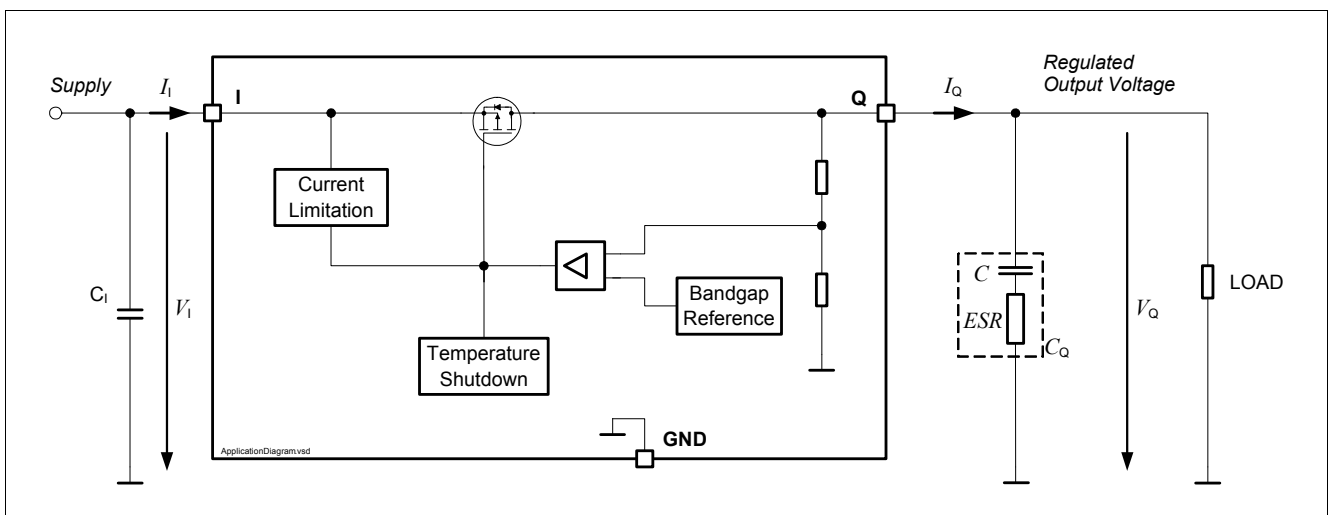 Supply
I_I
I
Q
I_Q
Regulated
Output Voltage
Current
Limitation
C_I
V_I
Bandgap
Reference
Temperature
Shutdown
C
ESR
C_Q
V_Q
LOAD
GND
ApplicationDiagram.vsd